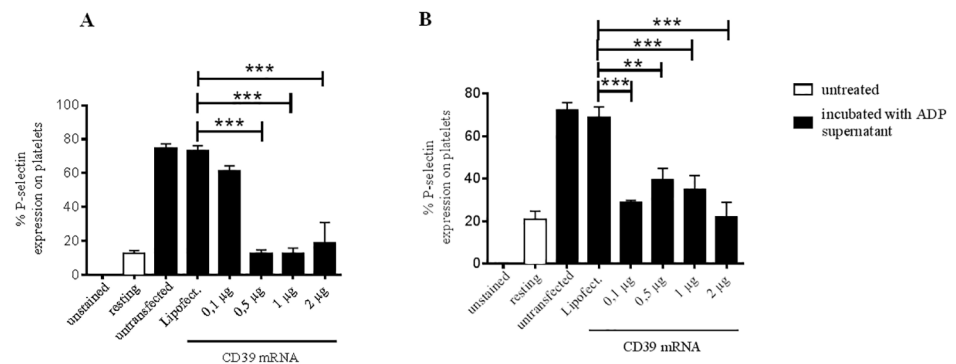 A
% P-selectin
expression on platelets
100
80
60
40
20
0
***
***
***
unstained
resting
untransfected
Lipofect.
0,1 µg
0,5 µg
1 µg
2 µg
CD39 mRNA
B
% P-selectin
expression on platelets
80
60
40
20
0
***
***
**
***
unstained
resting
untransfected
Lipofect.
0,1 µg
0,5 µg
1 µg
2 µg
CD39 mRNA
untreated
incubated with ADP
supernatant